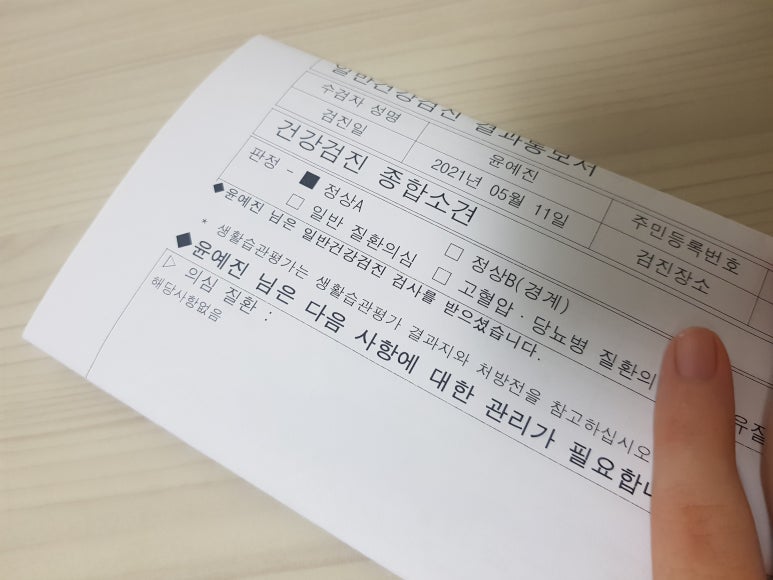 일반건강검진 결과통보서
수검자 성명 윤예진 주민등록번호
검진일 2021년 05월 11일 검진장소
건강검진 종합소견
판정 - ■ 정상A □ 정상B(경계)
□ 일반 질환의심 □ 고혈압 · 당뇨병 질환의
◆윤예진 님은 일반건강검진 검사를 받으셨습니다.
* 생활습관평가는 생활습관평가 결과지와 처방전을 참고하십시오
◆윤예진 님은 다음 사항에 대한 관리가 필요합니
▷ 의심 질환 :
해당사항없음